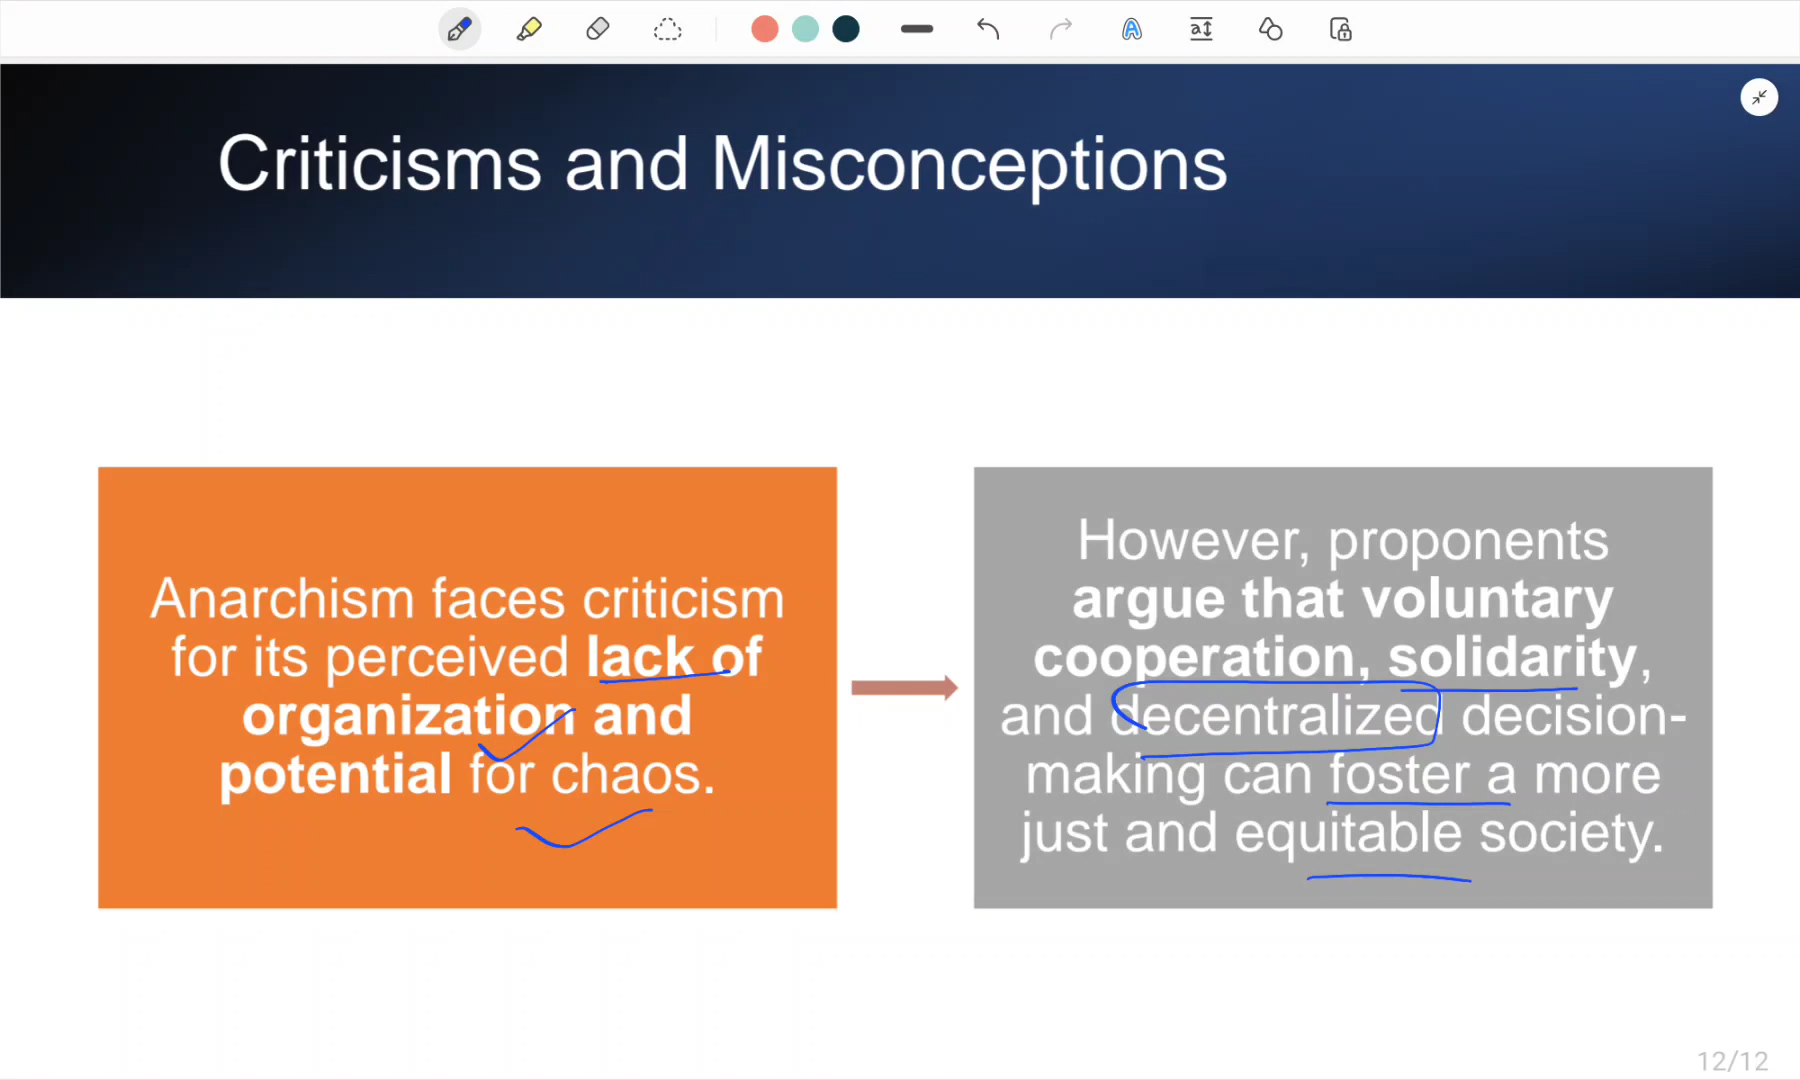 Criticisms and Misconceptions
Anarchism faces criticism
for its perceived lack of
organization and
potential for chaos.
However, proponents
argue that voluntary
cooperation, solidarity,
and decentralized decision-
making can foster a more
just and equitable society.
12/12